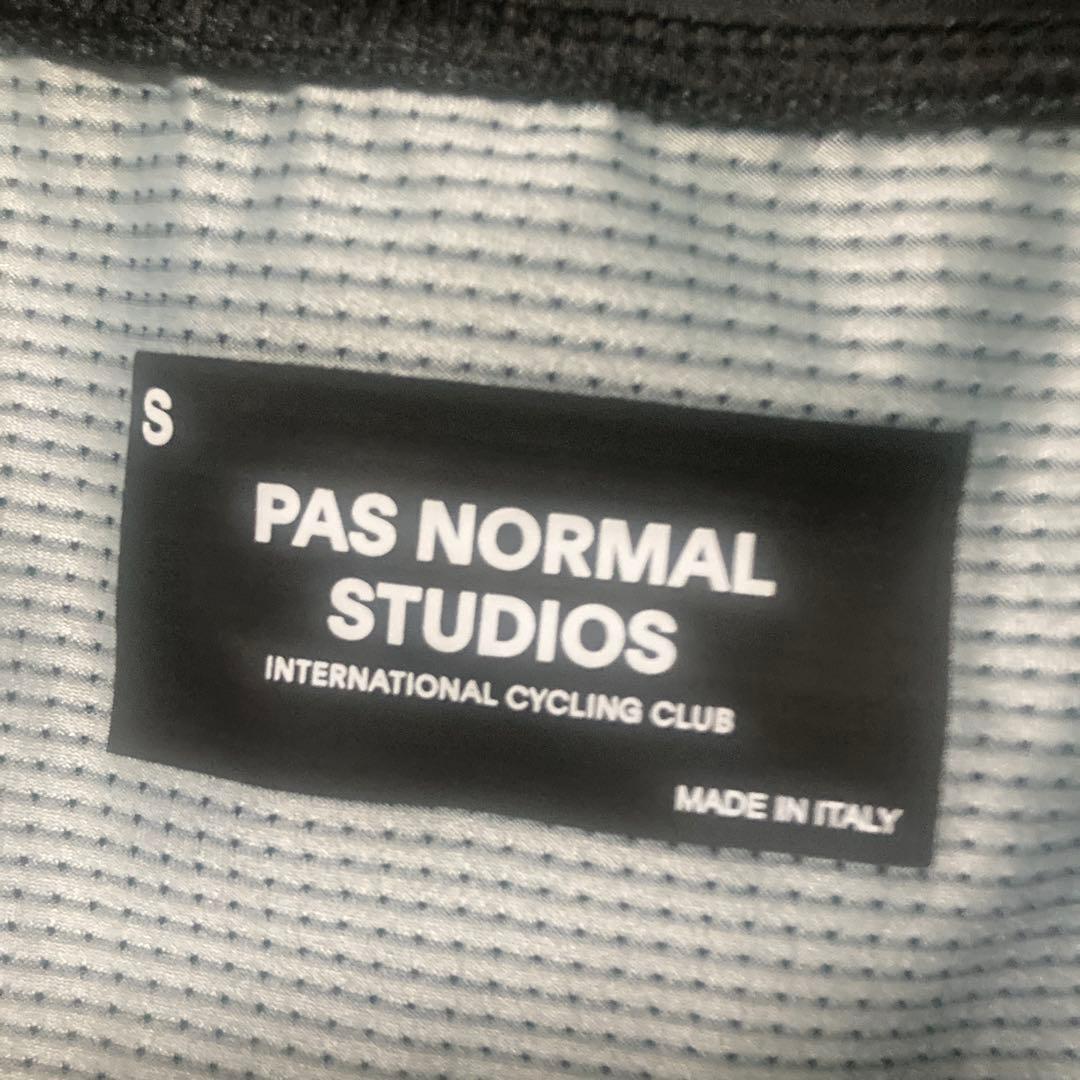 S
PAS NORMAL
STUDIOS
INTERNATIONAL CYCLING CLUB
MADE IN ITALY